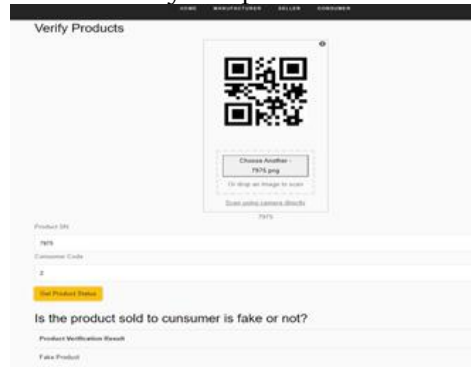 HOME MANUFACTURER SELLER CONSUMER
Verify Products
Choose Another -
7975.png
Or drop an image to scan
Scan using camera directly
7975
Product SN
7975
Consumer Code
2
Get Product Status
Is the product sold to cunsumer is fake or not?
Product Verification Result
Fake Product